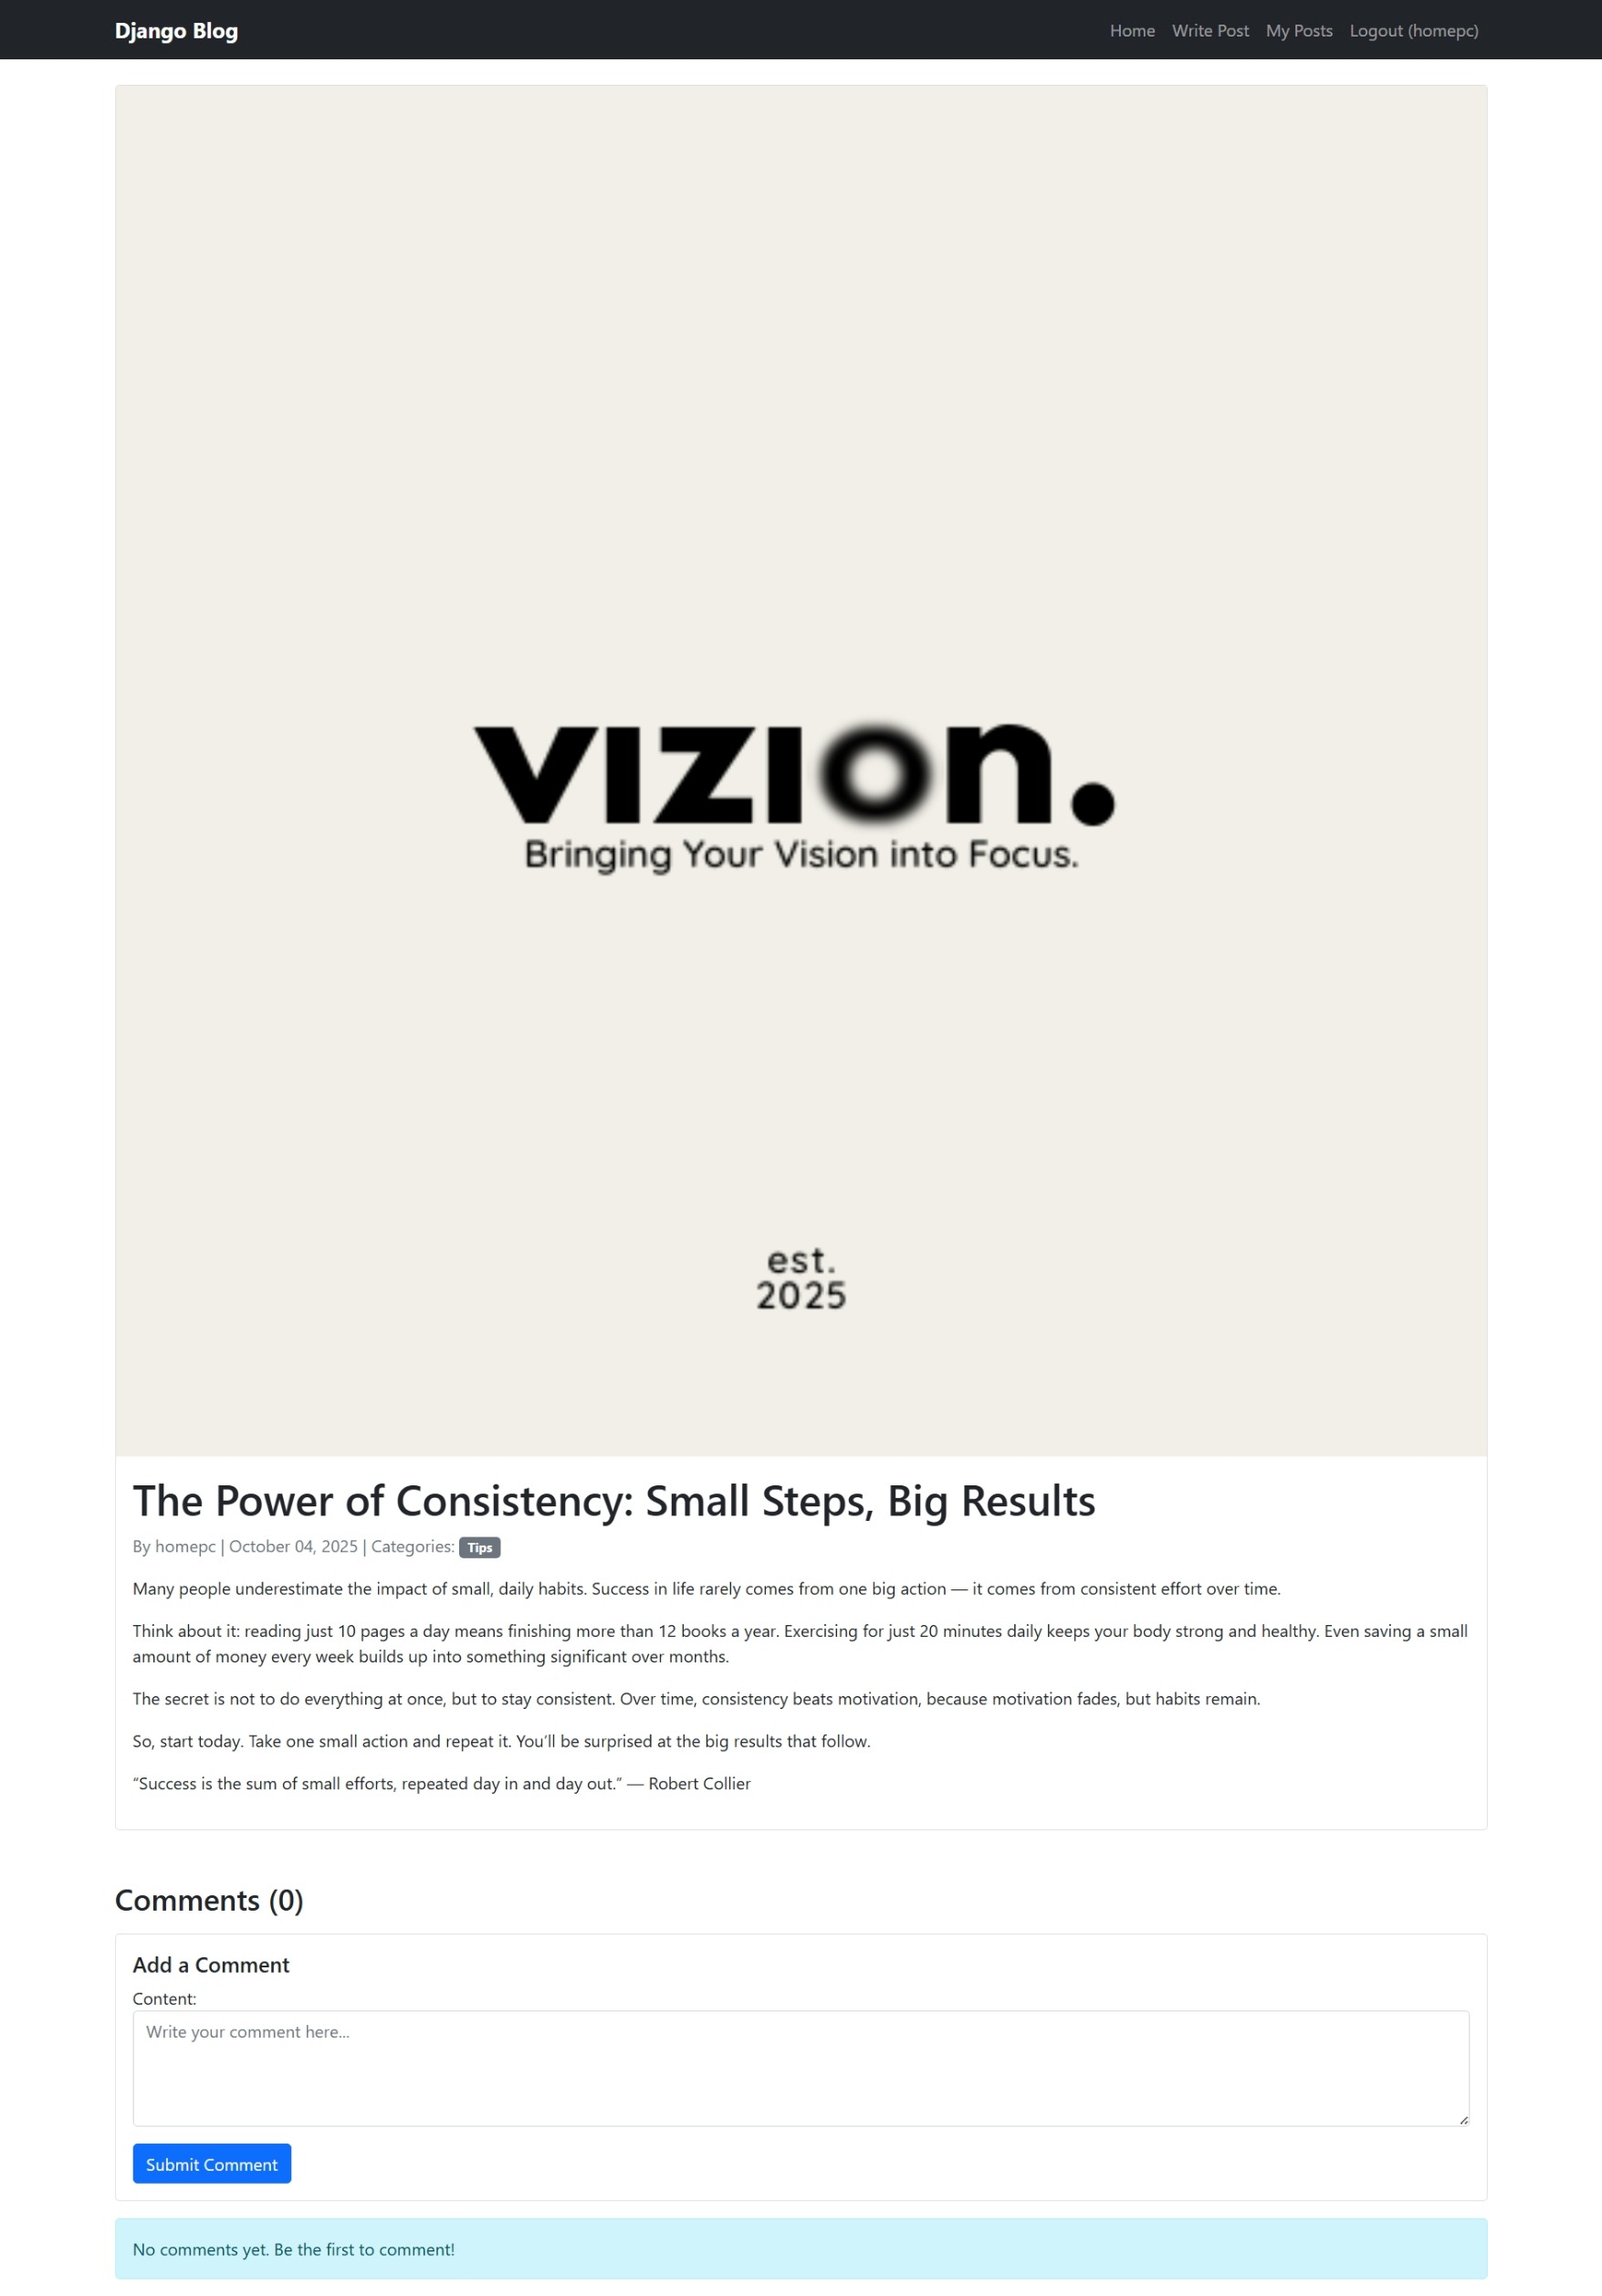 Django Blog
Home Write Post My Posts Logout (homepc)
vizion.
Bringing Your Vision into Focus.
est.
2025
The Power of Consistency: Small Steps, Big Results
By homepc | October 04, 2025 | Categories: Tips
Many people underestimate the impact of small, daily habits. Success in life rarely comes from one big action — it comes from consistent effort over time.
Think about it: reading just 10 pages a day means finishing more than 12 books a year. Exercising for just 20 minutes daily keeps your body strong and healthy. Even saving a small
amount of money every week builds up into something significant over months.
The secret is not to do everything at once, but to stay consistent. Over time, consistency beats motivation, because motivation fades, but habits remain.
So, start today. Take one small action and repeat it. You'll be surprised at the big results that follow.
“Success is the sum of small efforts, repeated day in and day out.” — Robert Collier
Comments (0)
Add a Comment
Content:
Write your comment here...
Submit Comment
No comments yet. Be the first to comment!